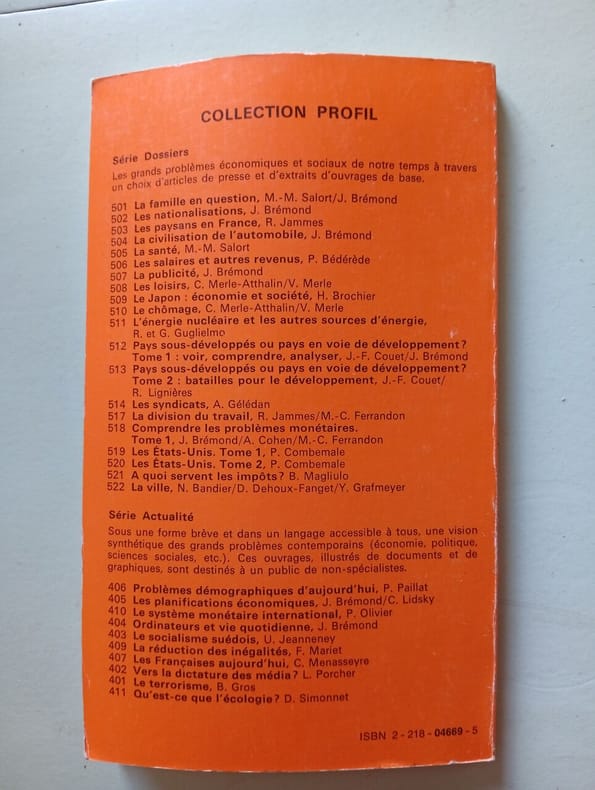 COLLECTION PROFIL
Série Dossiers
Les grands problèmes économiques et sociaux de notre temps à travers
un choix d'articles de presse et d'extraits d'ouvrages de base.
501 La famille en question, M.-M. Salort/J. Brémond
502 Les nationalisations, J. Brémond
503 Les paysans en France, R. Jammes
504 La civilisation de l'automobile, J. Brémond
505 La santé, M.-M. Salort
506 Les salaires et autres revenus, P. Bédérède
507 La publicité, J. Brémond
508 Les loisirs, C. Merle-Atthalin/V. Merle
509 Le Japon : économie et société, H. Brochier
510 Le chômage, C. Merle-Atthalin/V. Merle
511 L'énergie nucléaire et les autres sources d'énergie,
R. et G. Guglielmo
512 Pays sous-développés ou pays en voie de développement ?
Tome 1 : voir, comprendre, analyser, J.-F. Couet/J. Brémond
513 Pays sous-développés ou pays en voie de développement ?
Tome 2 : batailles pour le développement, J.-F. Couet/
R. Lignières
514 Les syndicats, A. Gélédan
517 La division du travail, R. Jammes/M.-C. Ferrandon
518 Comprendre les problèmes monétaires.
Tome 1, J. Brémond/A. Cohen/M.-C. Ferrandon
519 Les États-Unis. Tome 1, P. Combemale
520 Les États-Unis. Tome 2, P. Combemale
521 A quoi servent les impôts ? B. Magliulo
522 La ville, N. Bandier/D. Dehoux-Fanget/Y. Grafmeyer
Série Actualité
Sous une forme brève et dans un langage accessible à tous, une vision
synthétique des grands problèmes contemporains (économie, politique,
sciences sociales, etc.). Ces ouvrages, illustrés de documents et de
graphiques, sont destinés à un public de non-spécialistes.
406 Problèmes démographiques d'aujourd'hui, P. Paillat
405 Les planifications économiques, J. Brémond/C. Lidsky
410 Le système monétaire international, P. Olivier
404 Ordinateurs et vie quotidienne, J. Brémond
403 Le socialisme suédois, U. Jeanneney
409 La réduction des inégalités, F. Mariet
407 Les Françaises aujourd'hui, C. Menasseyre
402 Vers la dictature des média ? L. Porcher
401 Le terrorisme, B. Gros
411 Qu'est-ce que l'écologie ? D. Simonnet
ISBN 2 - 218 - 04669 - 5